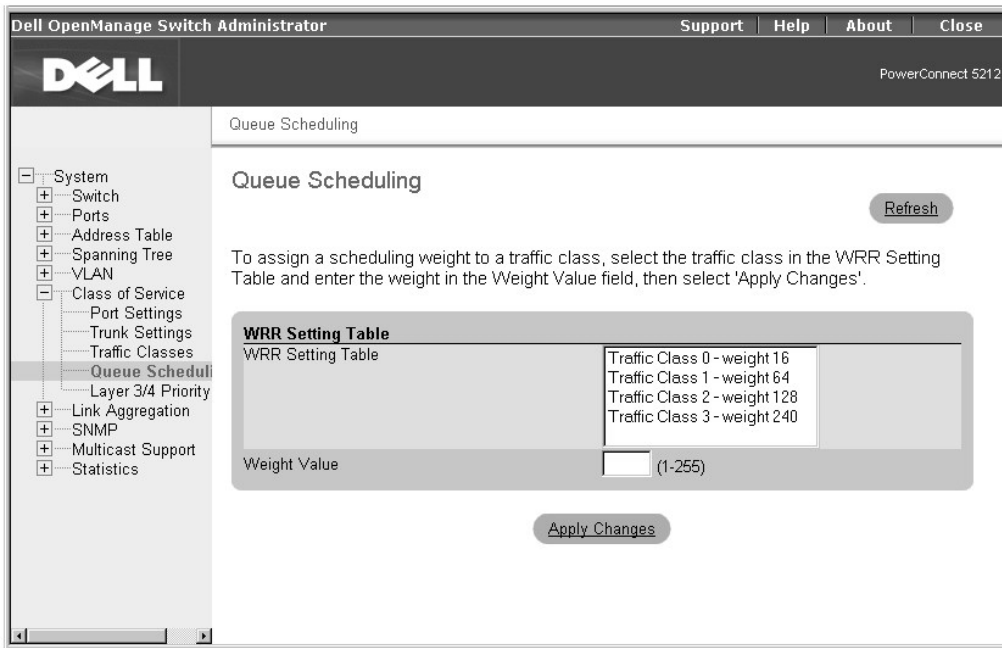 Dell OpenManage Switch Administrator
Support Help About Close
DELL
PowerConnect 5212
Queue Scheduling
System
Switch
Ports
Address Table
Spanning Tree
VLAN
Class of Service
Port Settings
Trunk Settings
Traffic Classes
Queue Scheduli
Layer 3/4 Priority
Link Aggregation
SNMP
Multicast Support
Statistics
Queue Scheduling
Refresh
To assign a scheduling weight to a traffic class, select the traffic class in the WRR Setting
Table and enter the weight in the Weight Value field, then select 'Apply Changes'.
WRR Setting Table
WRR Setting Table
Traffic Class 0 - weight 16
Traffic Class 1 - weight 64
Traffic Class 2 - weight 128
Traffic Class 3 - weight 240
Weight Value (1-255)
Apply Changes